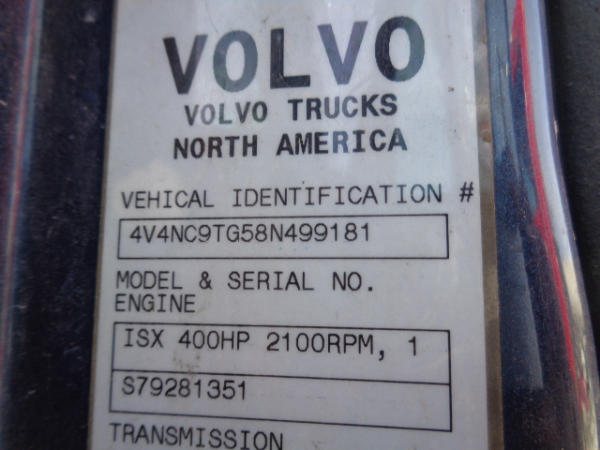 VOLVO
VOLVO TRUCKS
NORTH AMERICA
VEHICAL IDENTIFICATION #
4V4NC9TG58N499181
MODEL & SERIAL NO.
ENGINE
ISX 400HP 2100RPM, 1
S79281351
TRANSMISSION